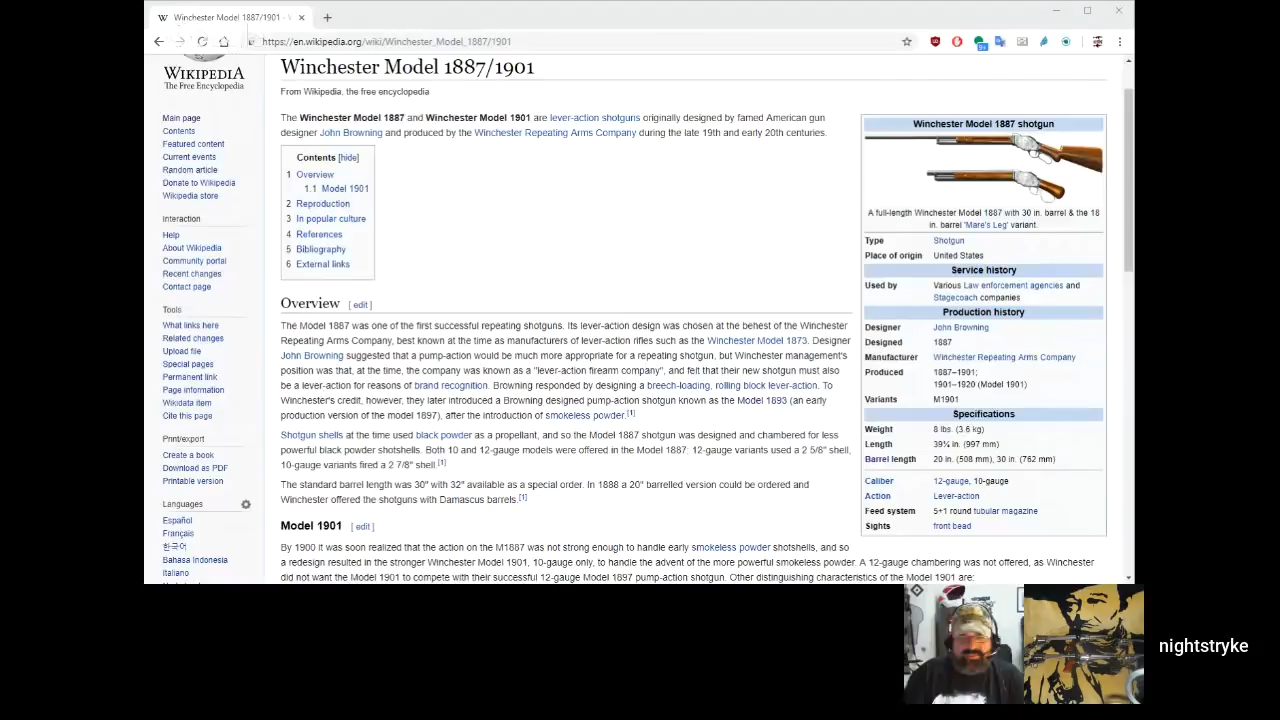 Winchester Model 1887/1901 -
https://en.wikipedia.org/wiki/Winchester_Model_1887/1901
WIKIPEDIA
The Free Encyclopedia
Main page
Contents
Featured content
Current events
Random article
Donate to Wikipedia
Wikipedia store
Interaction
Help
About Wikipedia
Community portal
Recent changes
Contact page
Tools
What links here
Related changes
Upload file
Special pages
Permanent link
Page information
Wikidata item
Cite this page
Print/export
Create a book
Download as PDF
Printable version
Languages
Español
Français
한국어
Bahasa Indonesia
Italiano
Winchester Model 1887/1901
From Wikipedia, the free encyclopedia
The Winchester Model 1887 and Winchester Model 1901 are lever-action shotguns originally designed by famed American gun
designer John Browning and produced by the Winchester Repeating Arms Company during the late 19th and early 20th centuries.
Contents [hide]
1 Overview
1.1 Model 1901
2 Reproduction
3 In popular culture
4 References
5 Bibliography
6 External links
Overview [ edit ]
The Model 1887 was one of the first successful repeating shotguns. Its lever-action design was chosen at the behest of the Winchester
Repeating Arms Company, best known at the time as manufacturers of lever-action rifles such as the Winchester Model 1873. Designer
John Browning suggested that a pump-action would be much more appropriate for a repeating shotgun, but Winchester management's
position was that, at the time, the company was known as a "lever-action firearm company", and felt that their new shotgun must also
be a lever-action for reasons of brand recognition. Browning responded by designing a breech-loading, rolling block lever-action. To
Winchester's credit, however, they later introduced a Browning designed pump-action shotgun known as the Model 1893 (an early
production version of the model 1897), after the introduction of smokeless powder.[1]
Shotgun shells at the time used black powder as a propellant, and so the Model 1887 shotgun was designed and chambered for less
powerful black powder shotshells. Both 10 and 12-gauge models were offered in the Model 1887: 12-gauge variants used a 2 5/8" shell,
10-gauge variants fired a 2 7/8" shell.[1]
The standard barrel length was 30" with 32" available as a special order. In 1888 a 20" barrelled version could be ordered and
Winchester offered the shotguns with Damascus barrels.[1]
Model 1901 [ edit ]
By 1900 it was soon realized that the action on the M1887 was not strong enough to handle early smokeless powder shotshells, and so
a redesign resulted in the stronger Winchester Model 1901, 10-gauge only, to handle the advent of the more powerful smokeless powder. A 12-gauge chambering was not offered, as Winchester
did not want the Model 1901 to compete with their successful 12-gauge Model 1897 pump-action shotgun. Other distinguishing characteristics of the Model 1901 are:
Winchester Model 1887 shotgun
A full-length Winchester Model 1887 with 30 in. barrel & the 18
in. barrel 'Mare's Leg' variant.
Type Shotgun
Place of origin United States
Service history
Used by Various Law enforcement agencies and
Stagecoach companies
Production history
Designer John Browning
Designed 1887
Manufacturer Winchester Repeating Arms Company
Produced 1887–1901;
1901–1920 (Model 1901)
Variants M1901
Specifications
Weight 8 lbs. (3.6 kg)
Length 39¼ in. (997 mm)
Barrel length 20 in. (508 mm), 30 in. (762 mm)
Caliber 12-gauge, 10-gauge
Action Lever-action
Feed system 5+1 round tubular magazine
Sights front bead
nightstryke